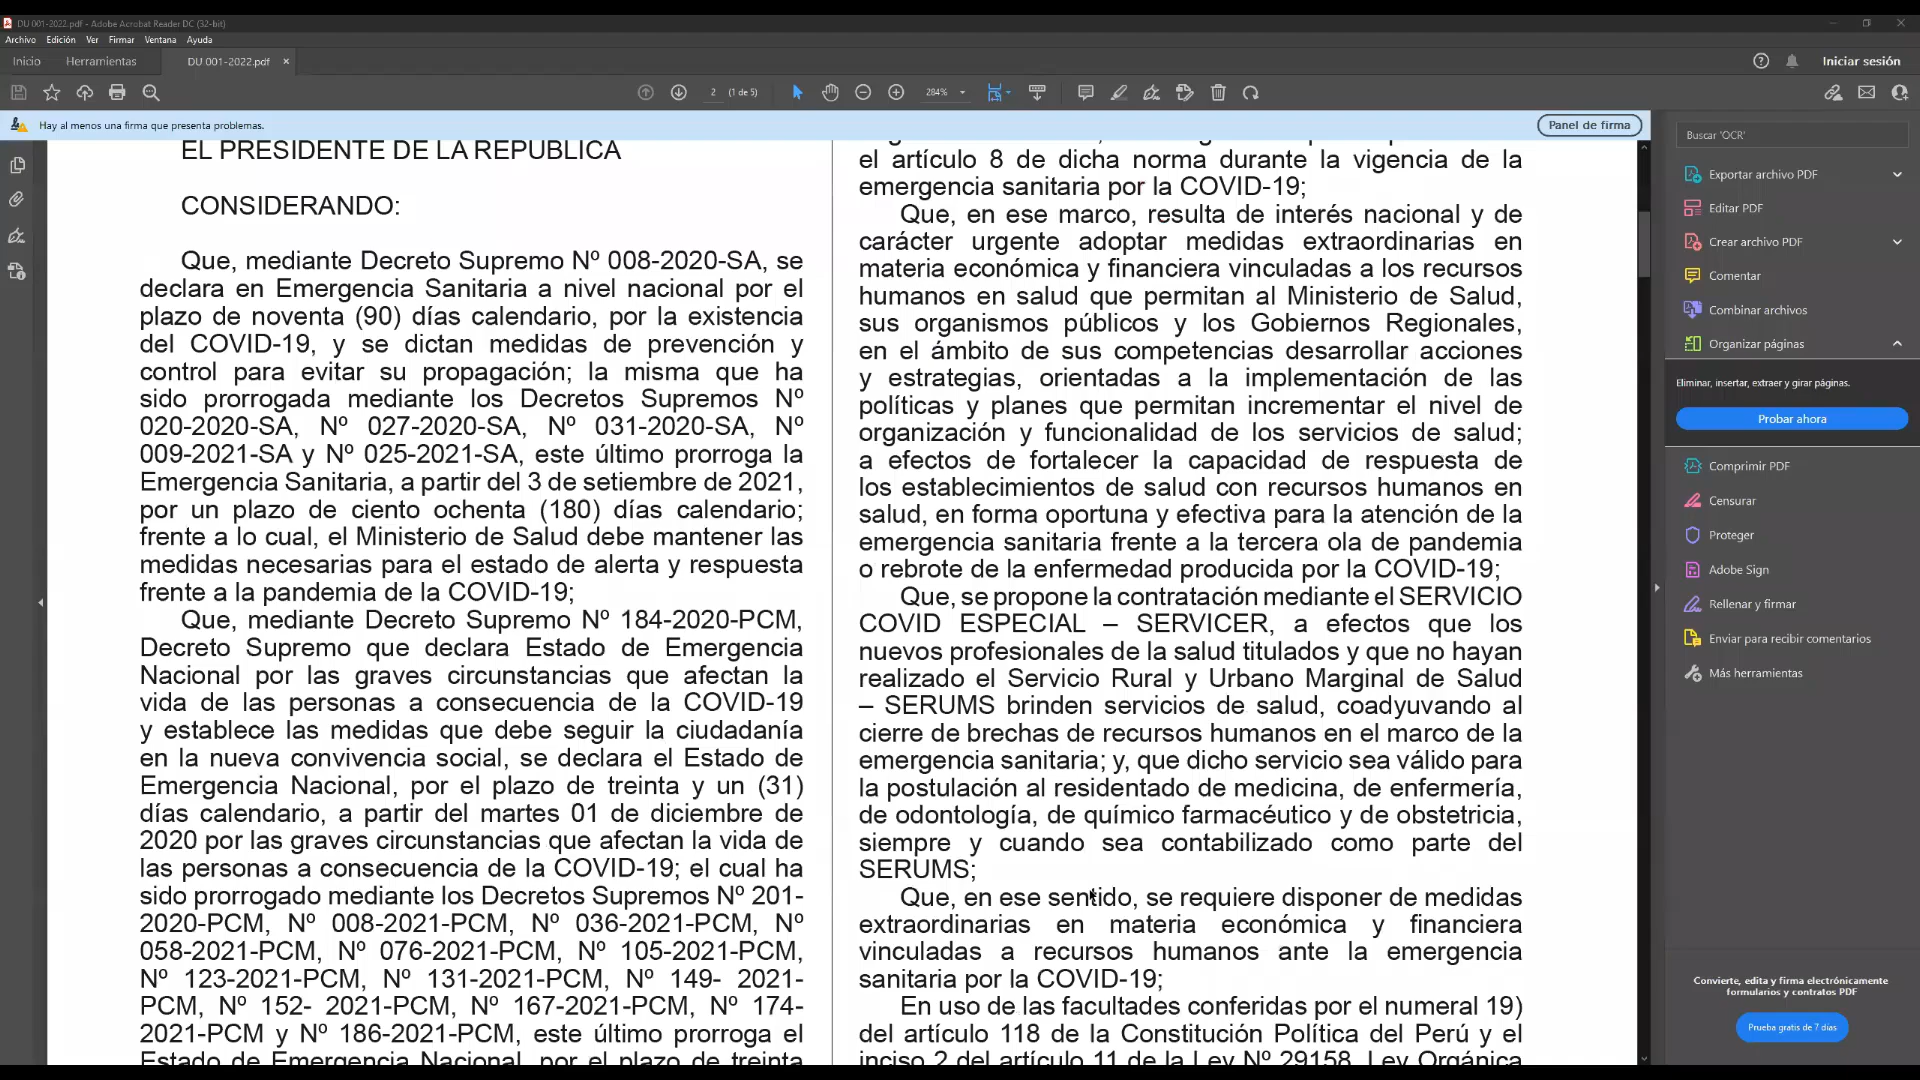 DU 001-2022.pdf - Adobe Acrobat Reader DC (32-bit)
Archivo Edición Ver Firmar Ventana Ayuda
Inicio Herramientas DU 001-2022.pdf × Iniciar sesión
2 (1 de 5) 284%
Hay al menos una firma que presenta problemas. Panel de firma
EL PRESIDENTE DE LA REPÚBLICA
CONSIDERANDO:
Que, mediante Decreto Supremo Nº 008-2020-SA, se
declara en Emergencia Sanitaria a nivel nacional por el
plazo de noventa (90) días calendario, por la existencia
del COVID-19, y se dictan medidas de prevención y
control para evitar su propagación; la misma que ha
sido prorrogada mediante los Decretos Supremos Nº
020-2020-SA, Nº 027-2020-SA, Nº 031-2020-SA, Nº
009-2021-SA y Nº 025-2021-SA, este último prorroga la
Emergencia Sanitaria, a partir del 3 de setiembre de 2021,
por un plazo de ciento ochenta (180) días calendario;
frente a lo cual, el Ministerio de Salud debe mantener las
medidas necesarias para el estado de alerta y respuesta
frente a la pandemia de la COVID-19;
Que, mediante Decreto Supremo Nº 184-2020-PCM,
Decreto Supremo que declara Estado de Emergencia
Nacional por las graves circunstancias que afectan la
vida de las personas a consecuencia de la COVID-19
y establece las medidas que debe seguir la ciudadanía
en la nueva convivencia social, se declara el Estado de
Emergencia Nacional, por el plazo de treinta y un (31)
días calendario, a partir del martes 01 de diciembre de
2020 por las graves circunstancias que afectan la vida de
las personas a consecuencia de la COVID-19; el cual ha
sido prorrogado mediante los Decretos Supremos Nº 201-
2020-PCM, Nº 008-2021-PCM, Nº 036-2021-PCM, Nº
058-2021-PCM, Nº 076-2021-PCM, Nº 105-2021-PCM,
Nº 123-2021-PCM, Nº 131-2021-PCM, Nº 149- 2021-
PCM, Nº 152- 2021-PCM, Nº 167-2021-PCM, Nº 174-
2021-PCM y Nº 186-2021-PCM, este último prorroga el
Estado de Emergencia Nacional, por el plazo de treinta
el artículo 8 de dicha norma durante la vigencia de la
emergencia sanitaria por la COVID-19;
Que, en ese marco, resulta de interés nacional y de
carácter urgente adoptar medidas extraordinarias en
materia económica y financiera vinculadas a los recursos
humanos en salud que permitan al Ministerio de Salud,
sus organismos públicos y los Gobiernos Regionales,
en el ámbito de sus competencias desarrollar acciones
y estrategias, orientadas a la implementación de las
políticas y planes que permitan incrementar el nivel de
organización y funcionalidad de los servicios de salud;
a efectos de fortalecer la capacidad de respuesta de
los establecimientos de salud con recursos humanos en
salud, en forma oportuna y efectiva para la atención de la
emergencia sanitaria frente a la tercera ola de pandemia
o rebrote de la enfermedad producida por la COVID-19;
Que, se propone la contratación mediante el SERVICIO
COVID ESPECIAL – SERVICER, a efectos que los
nuevos profesionales de la salud titulados y que no hayan
realizado el Servicio Rural y Urbano Marginal de Salud
– SERUMS brinden servicios de salud, coadyuvando al
cierre de brechas de recursos humanos en el marco de la
emergencia sanitaria; y, que dicho servicio sea válido para
la postulación al residentado de medicina, de enfermería,
de odontología, de químico farmacéutico y de obstetricia,
siempre y cuando sea contabilizado como parte del
SERUMS;
Que, en ese sentido, se requiere disponer de medidas
extraordinarias en materia económica y financiera
vinculadas a recursos humanos ante la emergencia
sanitaria por la COVID-19;
En uso de las facultades conferidas por el numeral 19)
del artículo 118 de la Constitución Política del Perú y el
inciso 2 del artículo 11 de la Ley Nº 29158, Ley Orgánica
Buscar 'OCR'
Exportar archivo PDF
Editar PDF
Crear archivo PDF
Comentar
Combinar archivos
Organizar páginas
Eliminar, insertar, extraer y girar páginas.
Probar ahora
Comprimir PDF
Censurar
Proteger
Adobe Sign
Rellenar y firmar
Enviar para recibir comentarios
Más herramientas
Convierte, edita y firma electrónicamente
formularios y contratos PDF
Prueba gratis de 7 días